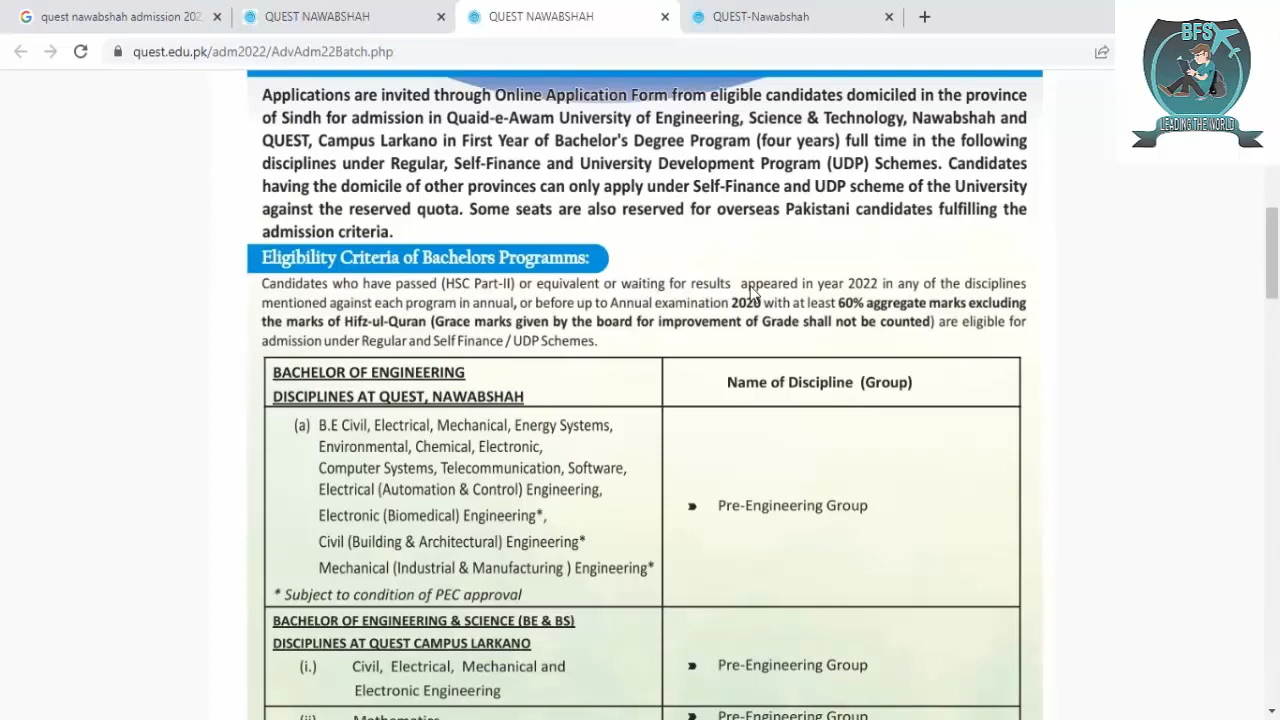 quest nawabshah admission 202
QUEST NAWABSHAH
QUEST NAWABSHAH
QUEST-Nawabshah
quest.edu.pk/adm2022/AdvAdm22Batch.php
BFS
LEADING THE WORLD
Applications are invited through Online Application Form from eligible candidates domiciled in the province
of Sindh for admission in Quaid-e-Awam University of Engineering, Science & Technology, Nawabshah and
QUEST, Campus Larkano in First Year of Bachelor's Degree Program (four years) full time in the following
disciplines under Regular, Self-Finance and University Development Program (UDP) Schemes. Candidates
having the domicile of other provinces can only apply under Self-Finance and UDP scheme of the University
against the reserved quota. Some seats are also reserved for overseas Pakistani candidates fulfilling the
admission criteria.
Eligibility Criteria of Bachelors Programms:
Candidates who have passed (HSC Part-II) or equivalent or waiting for results appeared in year 2022 in any of the disciplines
mentioned against each program in annual, or before up to Annual examination 2020 with at least 60% aggregate marks excluding
the marks of Hifz-ul-Quran (Grace marks given by the board for improvement of Grade shall not be counted) are eligible for
admission under Regular and Self Finance / UDP Schemes.
BACHELOR OF ENGINEERING
DISCIPLINES AT QUEST, NAWABSHAH
Name of Discipline (Group)
(a) B.E Civil, Electrical, Mechanical, Energy Systems,
Environmental, Chemical, Electronic,
Computer Systems, Telecommunication, Software,
Electrical (Automation & Control) Engineering,
Electronic (Biomedical) Engineering*,
Civil (Building & Architectural) Engineering*
Mechanical (Industrial & Manufacturing ) Engineering*
* Subject to condition of PEC approval
Pre-Engineering Group
BACHELOR OF ENGINEERING & SCIENCE (BE & BS)
DISCIPLINES AT QUEST CAMPUS LARKANO
(i.) Civil, Electrical, Mechanical and
Electronic Engineering
Pre-Engineering Group
(ii) Mathematics
Pre-Engineering Group